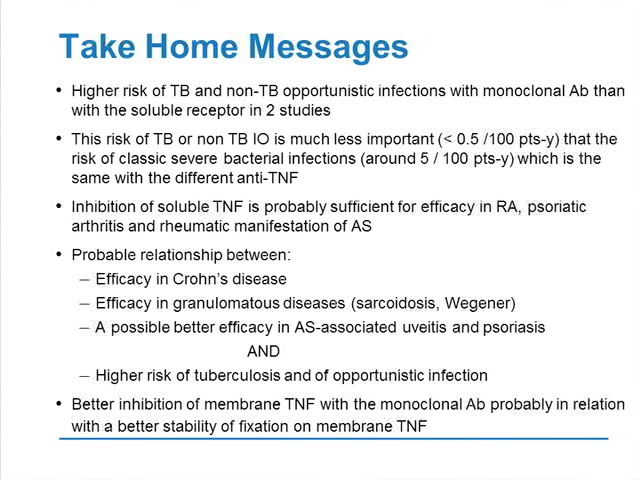 Take Home Messages
• Higher risk of TB and non-TB opportunistic infections with monoclonal Ab than
with the soluble receptor in 2 studies
• This risk of TB or non TB IO is much less important (< 0.5 /100 pts-y) that the
risk of classic severe bacterial infections (around 5 / 100 pts-y) which is the
same with the different anti-TNF
• Inhibition of soluble TNF is probably sufficient for efficacy in RA, psoriatic
arthritis and rheumatic manifestation of AS
• Probable relationship between:
– Efficacy in Crohn's disease
– Efficacy in granulomatous diseases (sarcoidosis, Wegener)
– A possible better efficacy in AS-associated uveitis and psoriasis
AND
– Higher risk of tuberculosis and of opportunistic infection
• Better inhibition of membrane TNF with the monoclonal Ab probably in relation
with a better stability of fixation on membrane TNF